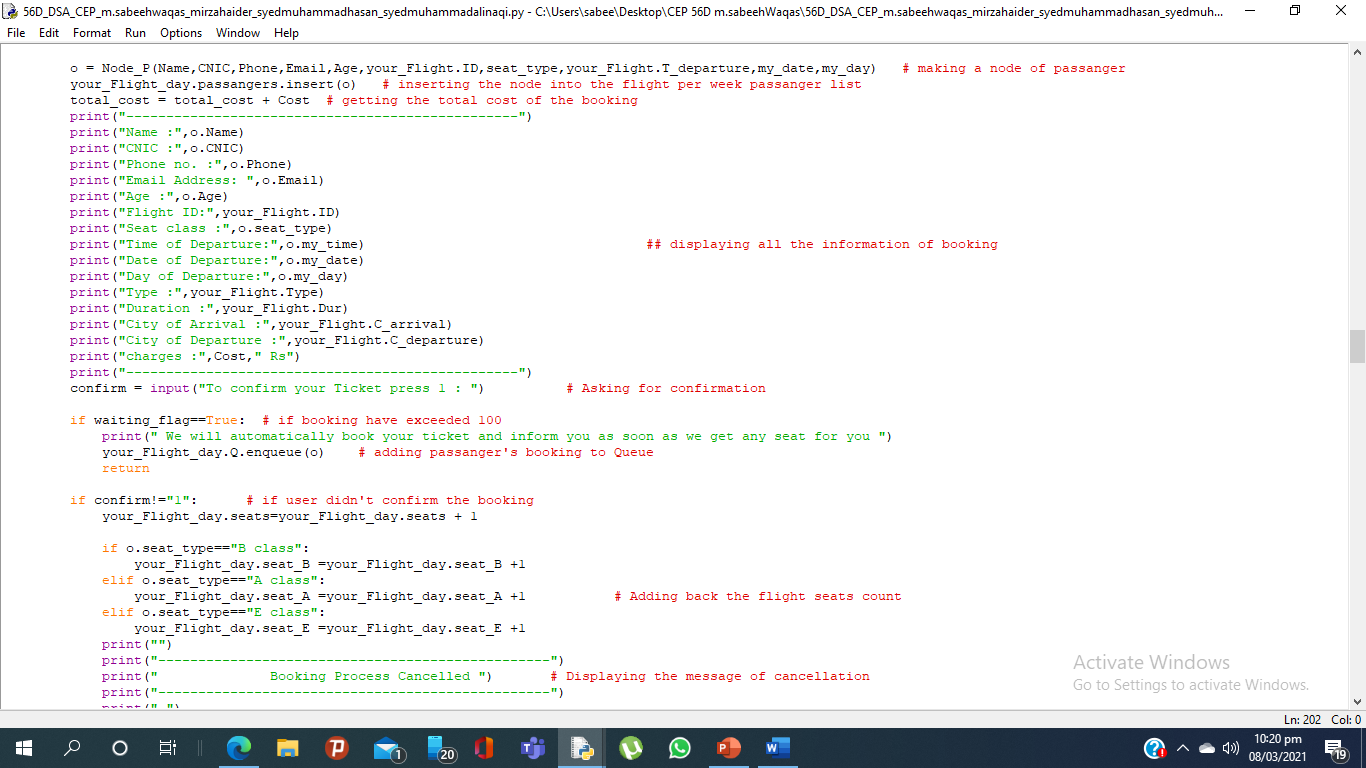 56D_DSA_CEP_m.sabeehwaqas_mirzahaider_syedmuhammadhasan_syedmuhammadalinaqi.py - C:\Users\sabee\Desktop\CEP 56D m.sabeehWaqas\56D_DSA_CEP_m.sabeehwaqas_mirzahaider_syedmuhammadhasan_syedmuh...
File Edit Format Run Options Window Help
o = Node_P(Name,CNIC,Phone,Email,Age,your_Flight.ID,seat_type,your_Flight.T_departure,my_date,my_day) # making a node of passanger
your_Flight_day.passangers.insert(o) # inserting the node into the flight per week passanger list
total_cost = total_cost + Cost # getting the total cost of the booking
print("-------------------------------------------------")
print("Name :",o.Name)
print("CNIC :",o.CNIC)
print("Phone no. :",o.Phone)
print("Email Address: ",o.Email)
print("Age :",o.Age)
print("Flight ID:",your_Flight.ID)
print("Seat class :",o.seat_type)
print("Time of Departure:",o.my_time) ## displaying all the information of booking
print("Date of Departure:",o.my_date)
print("Day of Departure:",o.my_day)
print("Type :",your_Flight.Type)
print("Duration :",your_Flight.Dur)
print("City of Arrival :",your_Flight.C_arrival)
print("City of Departure :",your_Flight.C_departure)
print("charges :",Cost," Rs")
print("-------------------------------------------------")
confirm = input("To confirm your Ticket press 1 : ") # Asking for confirmation
if waiting_flag==True: # if booking have exceeded 100
print(" We will automatically book your ticket and inform you as soon as we get any seat for you ")
your_Flight_day.Q.enqueue(o) # adding passanger's booking to Queue
return
if confirm!="1": # if user didn't confirm the booking
your_Flight_day.seats=your_Flight_day.seats + 1
if o.seat_type=="B class":
your_Flight_day.seat_B =your_Flight_day.seat_B +1
elif o.seat_type=="A class":
your_Flight_day.seat_A =your_Flight_day.seat_A +1 # Adding back the flight seats count
elif o.seat_type=="E class":
your_Flight_day.seat_E =your_Flight_day.seat_E +1
print("")
print("-------------------------------------------------")
print(" Booking Process Cancelled ") # Displaying the message of cancellation
print("-------------------------------------------------")
print(" ")
Activate Windows
Go to Settings to activate Windows.
Ln: 202 Col: 0
1
20
10:20 pm
08/03/2021
19